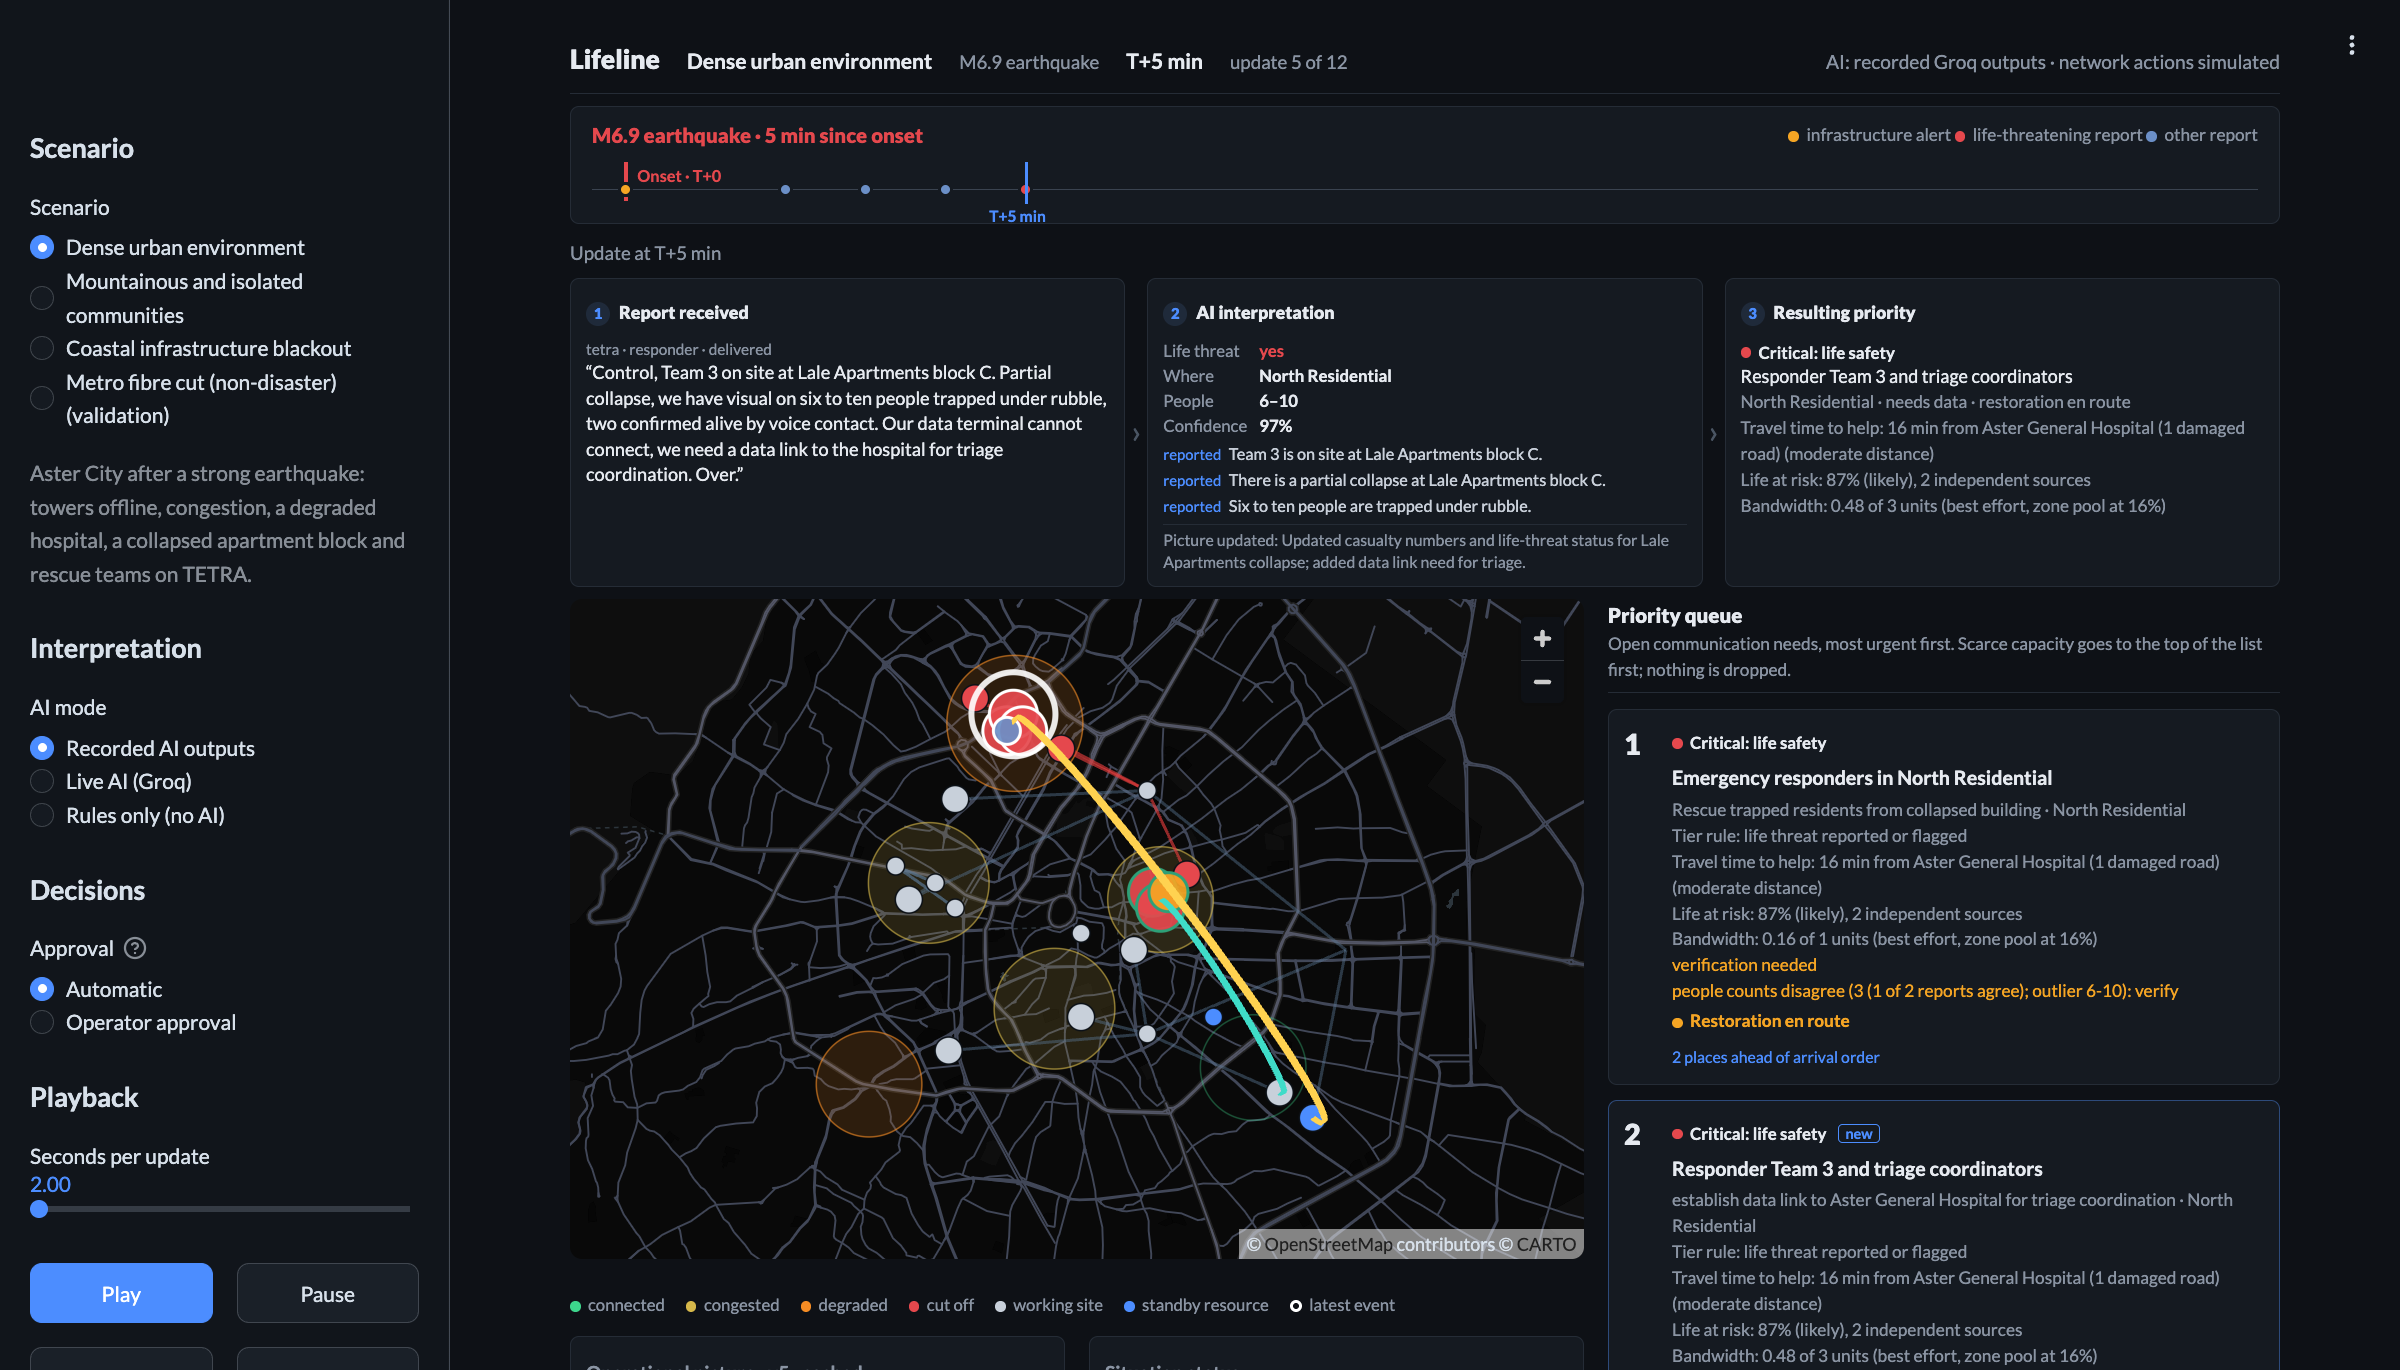 Scenario
Scenario
Dense urban environment
Mountainous and isolated
communities
Coastal infrastructure blackout
Metro fibre cut (non-disaster)
(validation)
Aster City after a strong earthquake:
towers offline, congestion, a degraded
hospital, a collapsed apartment block and
rescue teams on TETRA.
Interpretation
AI mode
Recorded AI outputs
Live AI (Groq)
Rules only (no AI)
Decisions
Approval ?
Automatic
Operator approval
Playback
Seconds per update
2.00
Play
Pause
Lifeline Dense urban environment M6.9 earthquake T+5 min update 5 of 12
AI: recorded Groq outputs · network actions simulated
M6.9 earthquake · 5 min since onset
infrastructure alert life-threatening report other report
Onset · T+0
T+5 min
Update at T+5 min
1 Report received
tetra · responder · delivered
“Control, Team 3 on site at Lale Apartments block C. Partial
collapse, we have visual on six to ten people trapped under rubble,
two confirmed alive by voice contact. Our data terminal cannot
connect, we need a data link to the hospital for triage
coordination. Over.”
2 AI interpretation
Life threat yes
Where North Residential
People 6–10
Confidence 97%
reported Team 3 is on site at Lale Apartments block C.
reported There is a partial collapse at Lale Apartments block C.
reported Six to ten people are trapped under rubble.
Picture updated: Updated casualty numbers and life-threat status for Lale
Apartments collapse; added data link need for triage.
3 Resulting priority
Critical: life safety
Responder Team 3 and triage coordinators
North Residential · needs data · restoration en route
Travel time to help: 16 min from Aster General Hospital (1 damaged
road) (moderate distance)
Life at risk: 87% (likely), 2 independent sources
Bandwidth: 0.48 of 3 units (best effort, zone pool at 16%)
+
−
© OpenStreetMap contributors © CARTO
connected congested degraded cut off working site standby resource latest event
Priority queue
Open communication needs, most urgent first. Scarce capacity goes to the top of the list
first; nothing is dropped.
1 Critical: life safety
Emergency responders in North Residential
Rescue trapped residents from collapsed building · North Residential
Tier rule: life threat reported or flagged
Travel time to help: 16 min from Aster General Hospital (1 damaged road)
(moderate distance)
Life at risk: 87% (likely), 2 independent sources
Bandwidth: 0.16 of 1 units (best effort, zone pool at 16%)
verification needed
people counts disagree (3 (1 of 2 reports agree); outlier 6-10): verify
Restoration en route
2 places ahead of arrival order
2 Critical: life safety new
Responder Team 3 and triage coordinators
establish data link to Aster General Hospital for triage coordination · North
Residential
Tier rule: life threat reported or flagged
Travel time to help: 16 min from Aster General Hospital (1 damaged road)
(moderate distance)
Life at risk: 87% (likely), 2 independent sources
Bandwidth: 0.48 of 3 units (best effort, zone pool at 16%)